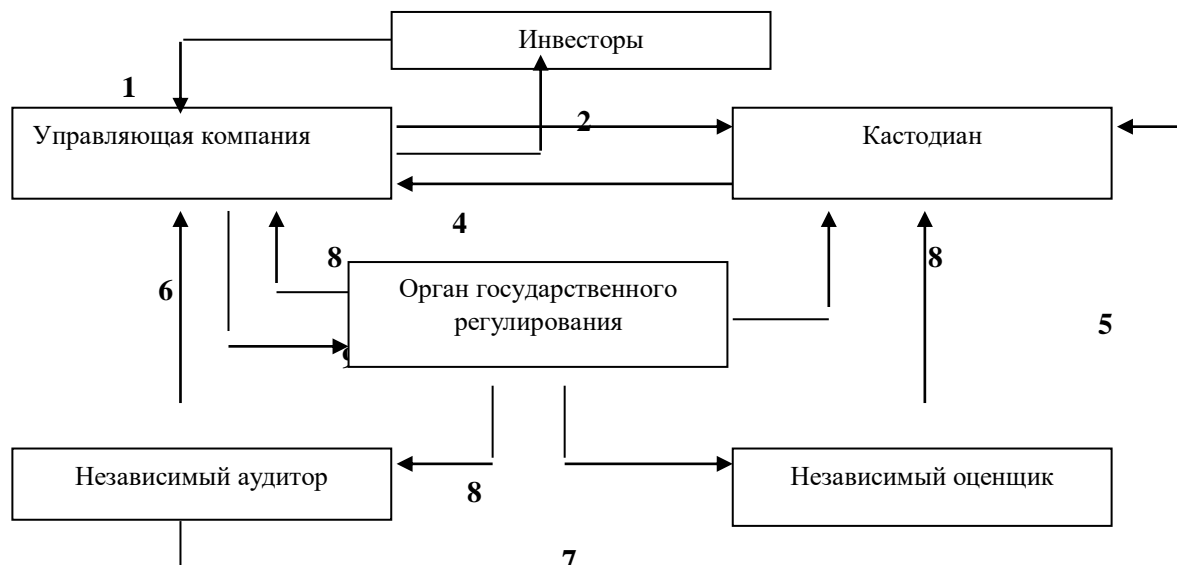 Инвесторы
1
Управляющая компания
2
Кастодиан
4
8
8
6
Орган государственного
регулирования
5
Независимый аудитор
Независимый оценщик
8
7